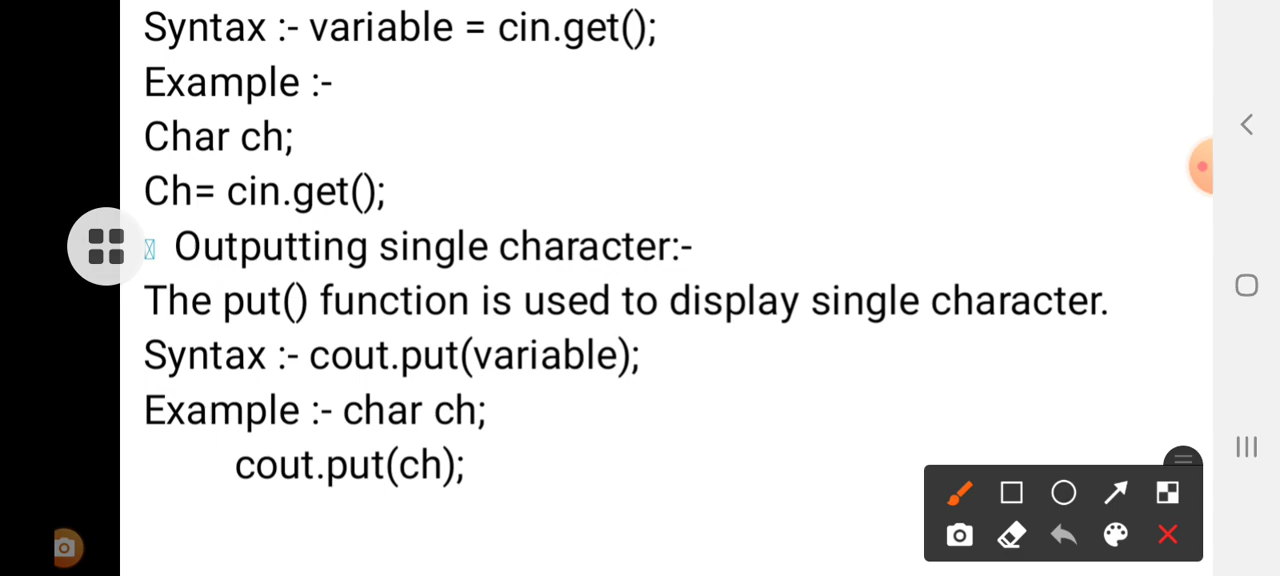 Syntax :- variable = cin.get();
Example :-
Char ch;
Ch= cin.get();
Outputting single character:-
The put() function is used to display single character.
Syntax :- cout.put(variable);
Example :- char ch;
cout.put(ch);